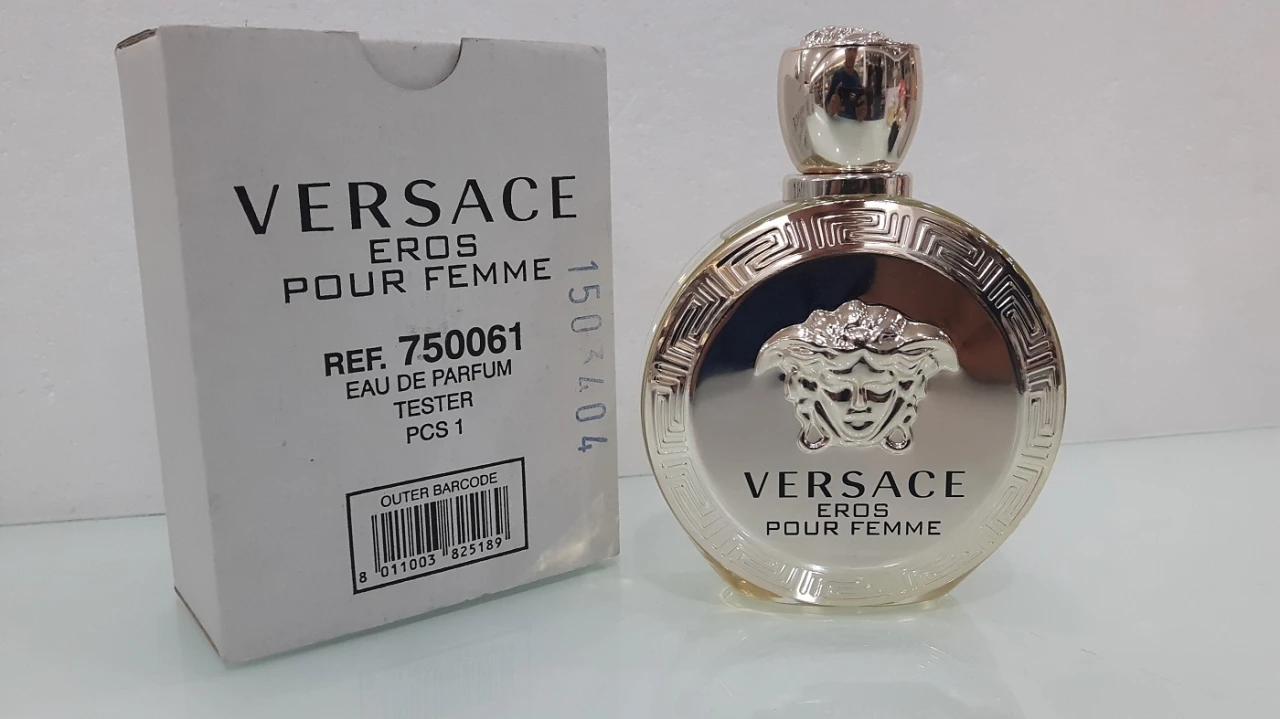 VERSACE
EROS
POUR FEMME
REF. 750061
EAU DE PARFUM
TESTER
PCS 1
OUTER BARCODE
8 011003 825189
VERSACE
EROS
POUR FEMME